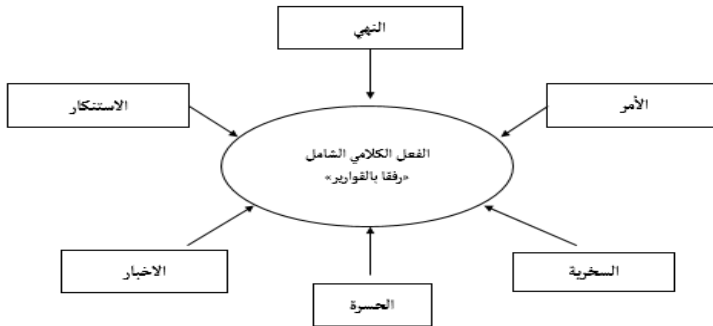 النهي
الأمر
الاستنكار
الفعل الكلامي الشامل
«رفقا بالقوارير»
السخرية
الاخبار
الحسرة